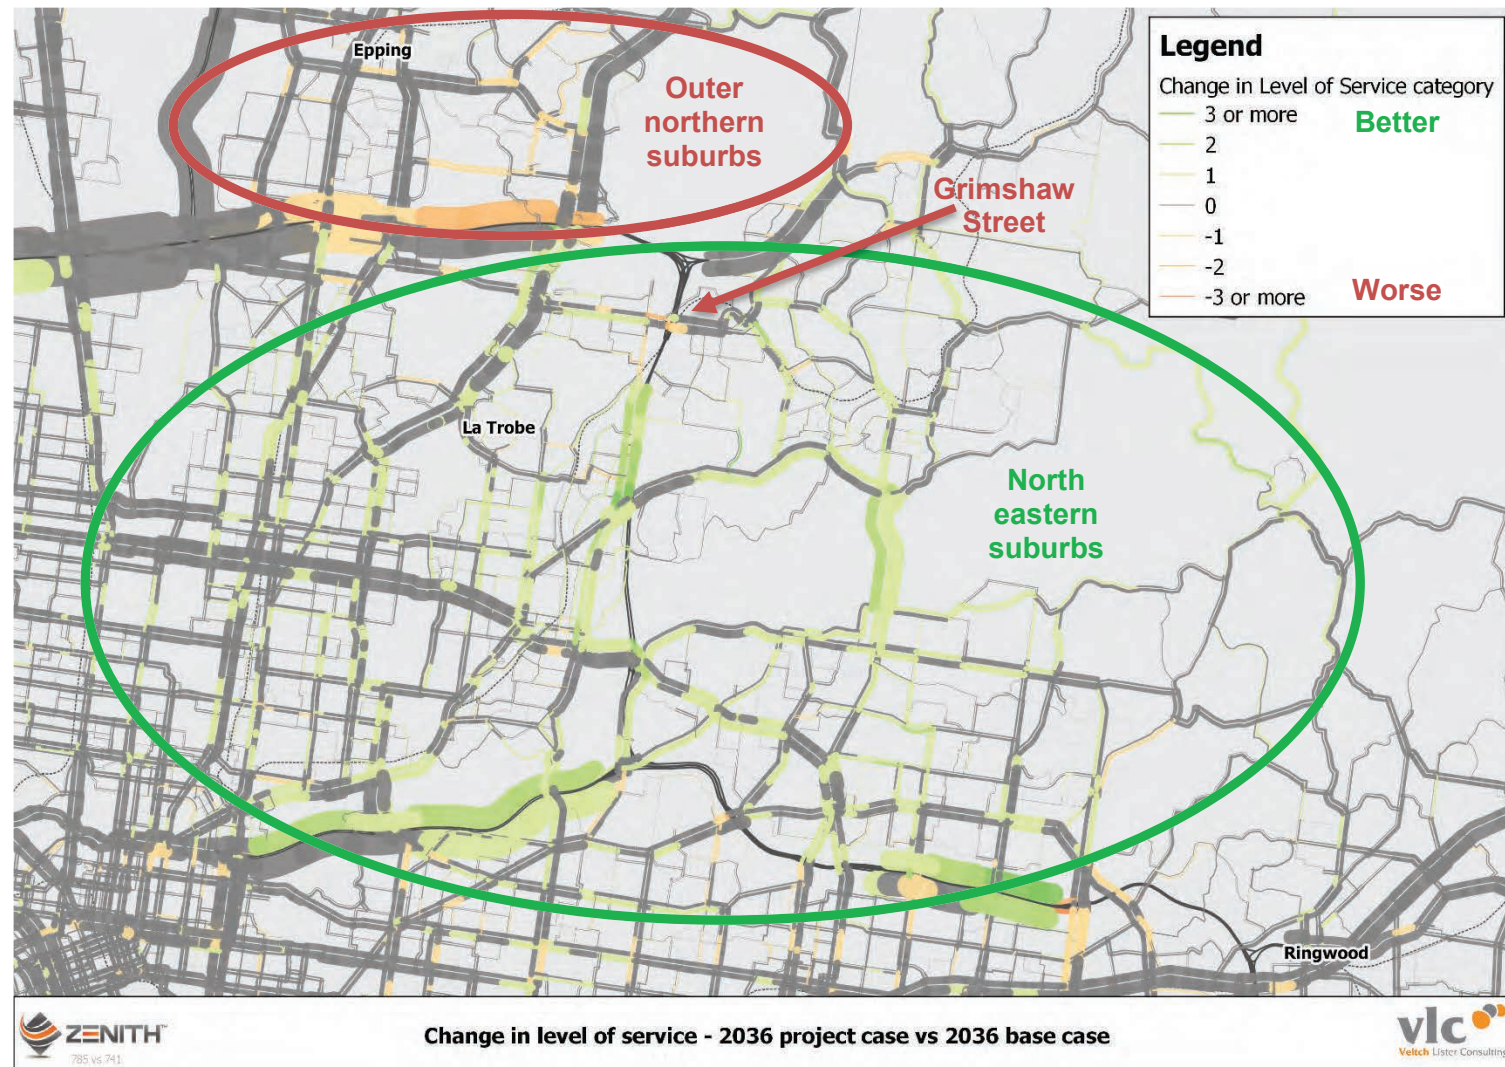 Epping
Outer
northern
suburbs
Legend
Change in Level of Service category
3 or more
Better
2
1
0
-1
-2
-3 or more
Worse
Grimshaw
Street
La Trobe
North
eastern
suburbs
Ringwood
ZENITH™
785 vs 741
Change in level of service - 2036 project case vs 2036 base case
vlc
Veitch Lister Consulting